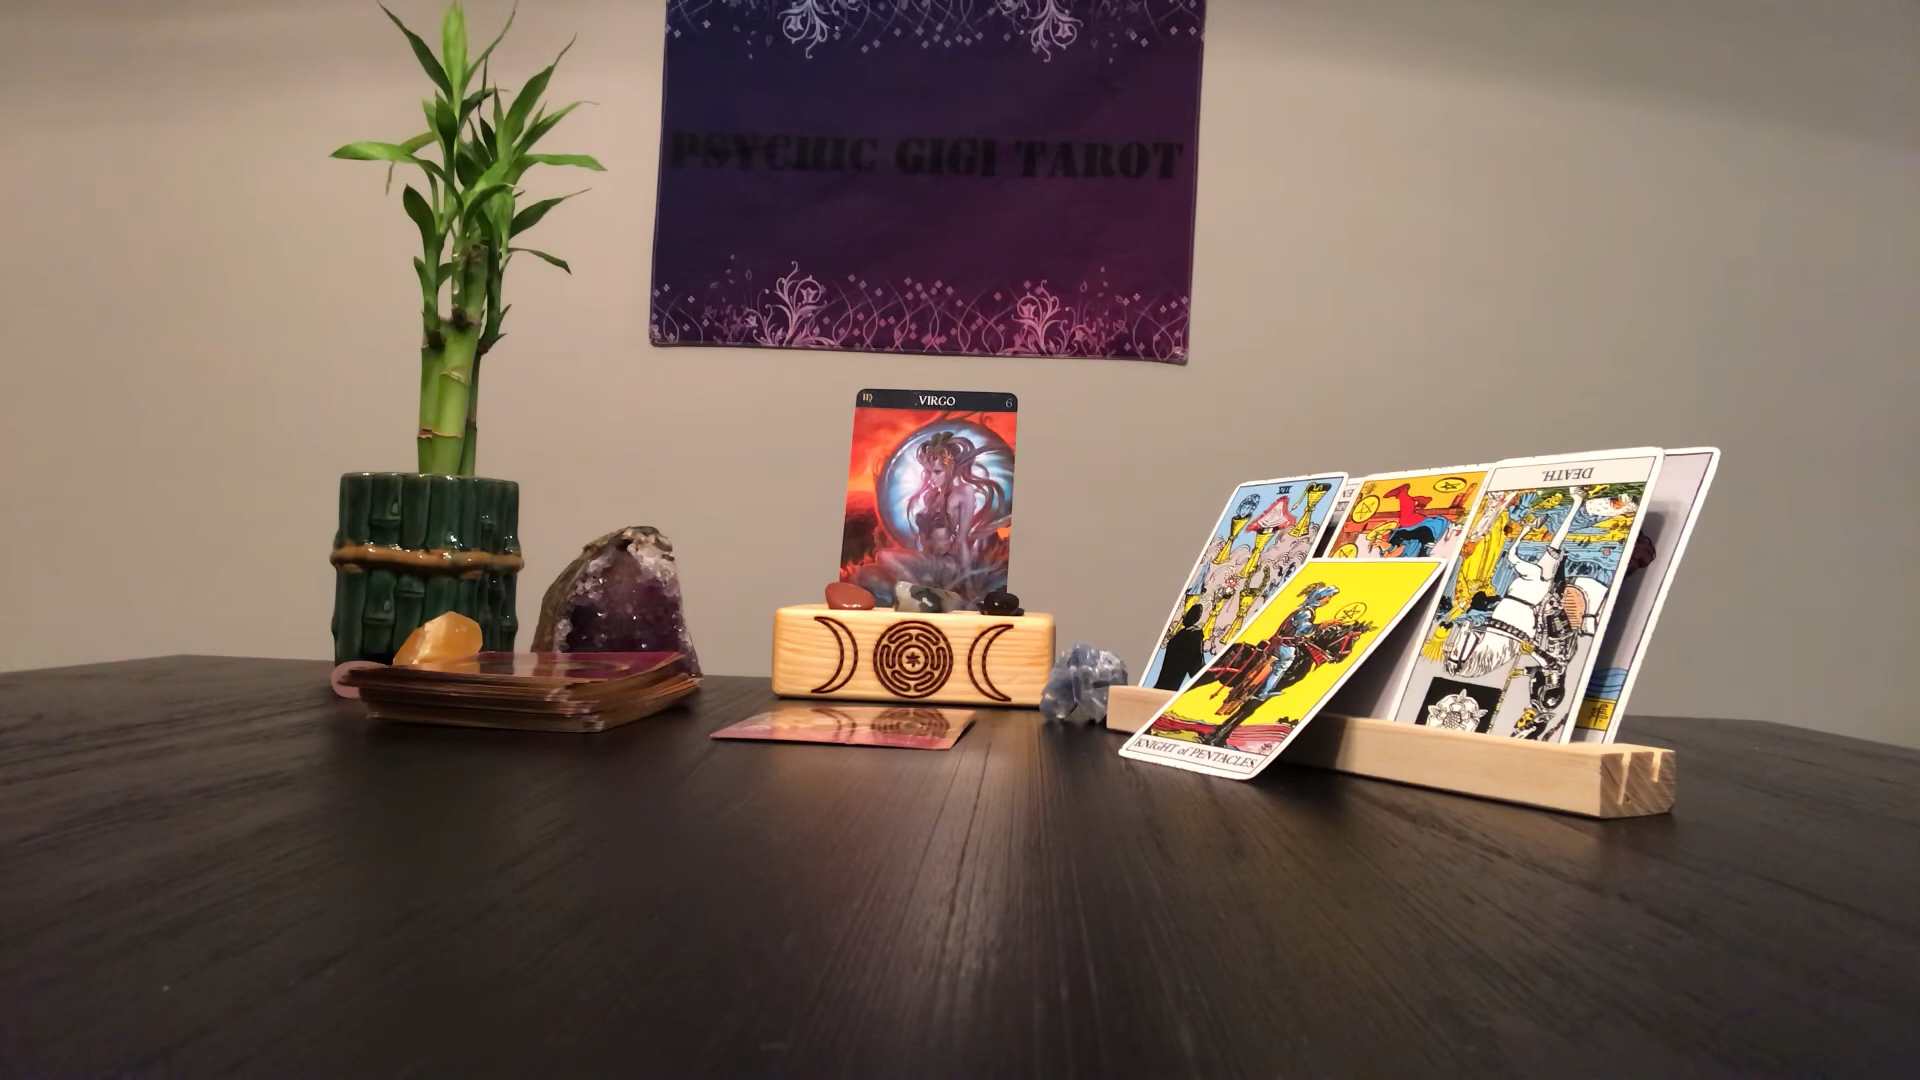 PSYCHIC GIGI TAROT
VIRGO
6
DEATH.
KNIGHT of PENTACLES.